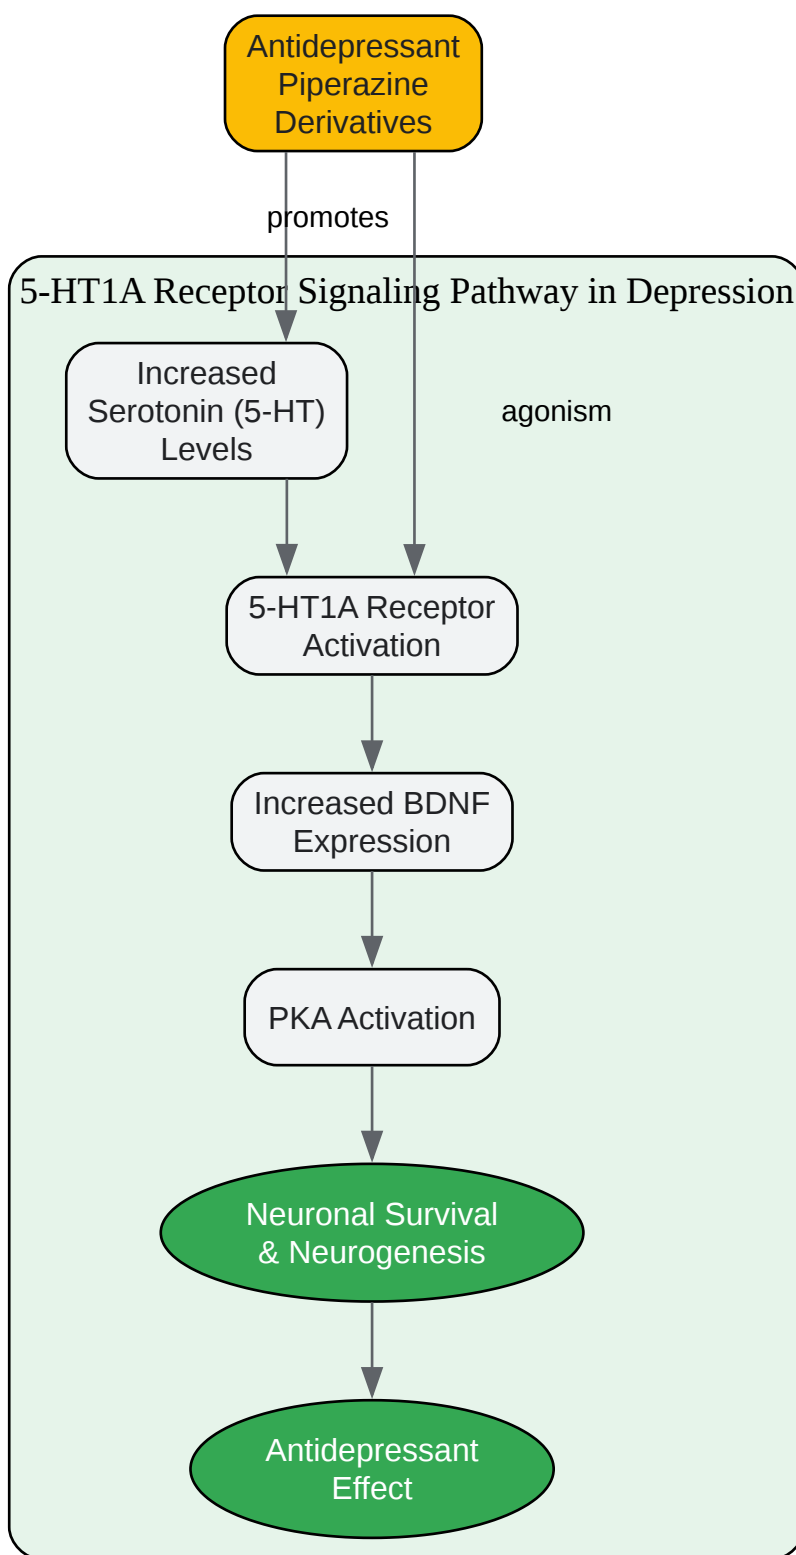 Antidepressant
Piperazine
Derivatives
promotes
5-HT1A Receptor Signaling Pathway in Depression
Increased
Serotonin (5-HT)
Levels
agonism
5-HT1A Receptor
Activation
Increased BDNF
Expression
PKA Activation
Neuronal Survival
& Neurogenesis
Antidepressant
Effect